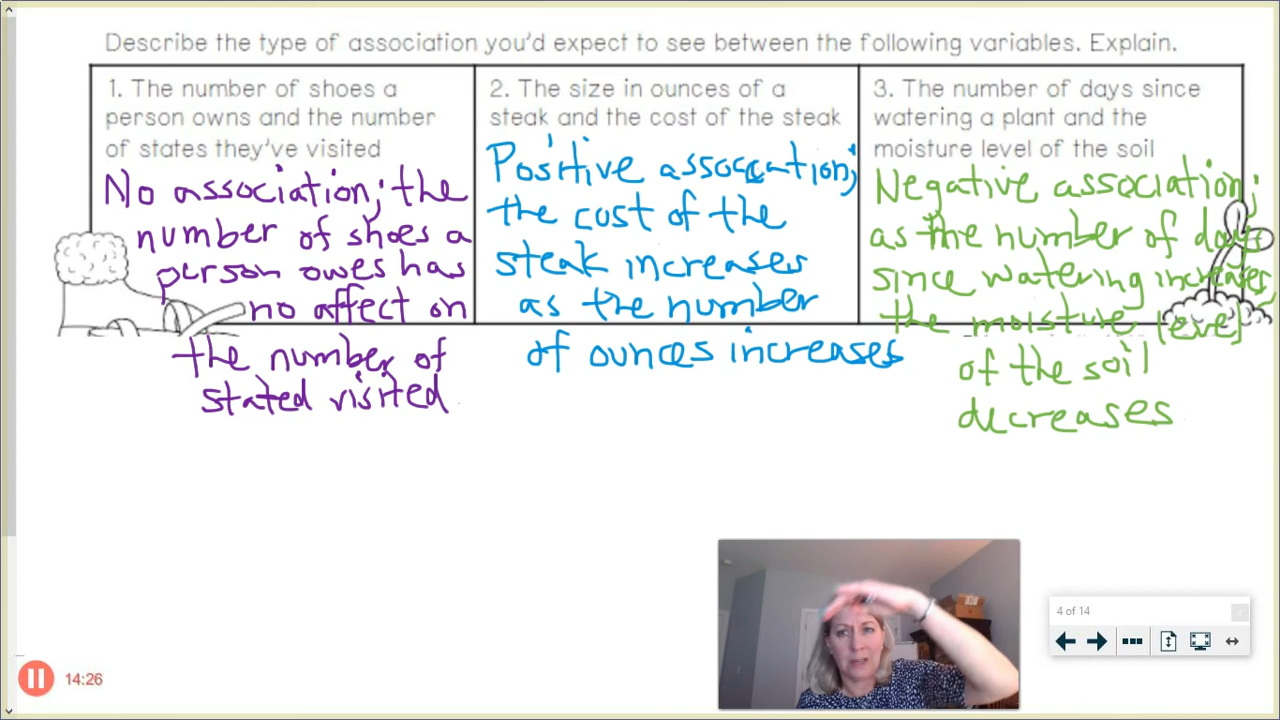 Describe the type of association you'd expect to see between the following variables. Explain.
1. The number of shoes a
person owns and the number
of states they've visited
No association; the
number of shoes a
person owes has
no affect on
the number of
stated visited
2. The size in ounces of a
steak and the cost of the steak
Positive association;
the cost of the
steak increases
as the number
of ounces increases
3. The number of days since
watering a plant and the
moisture level of the soil
Negative association;
as the number of days
since watering increases,
the moisture level
of the soil
decreases
4 of 14
14:26